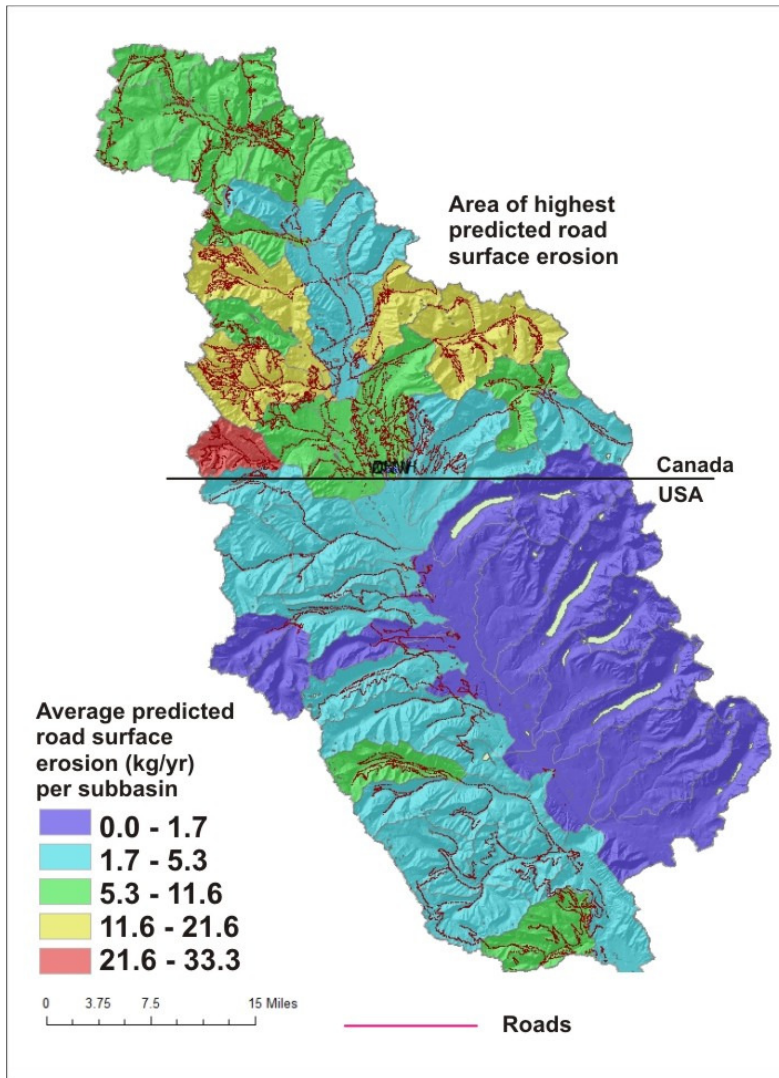 Area of highest
predicted road
surface erosion
Canada
USA
Average predicted
road surface
erosion (kg/yr)
per subbasin
0.0 - 1.7
1.7 - 5.3
5.3 - 11.6
11.6 - 21.6
21.6 - 33.3
0 3.75 7.5 15 Miles
Roads